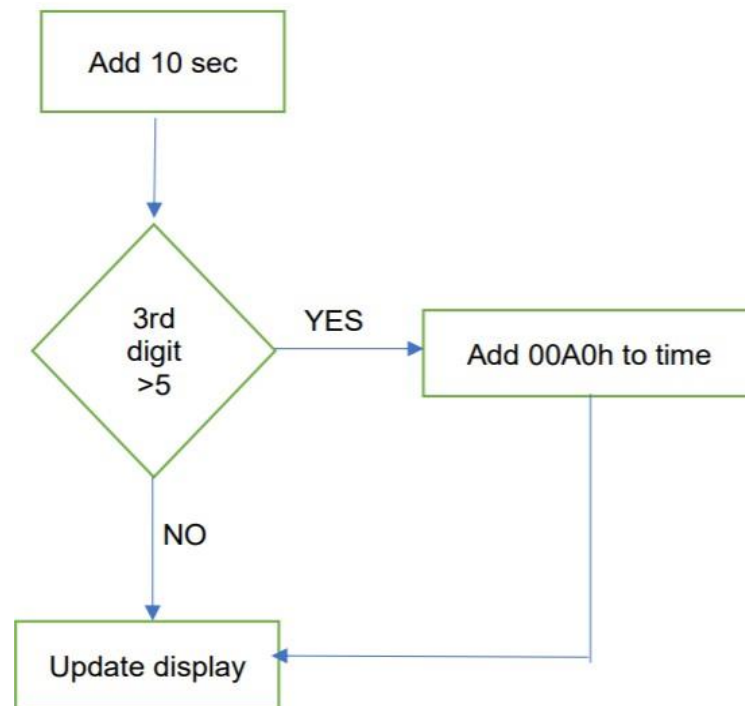 Add 10 sec
3rd
digit
>5
YES
Add 00A0h to time
NO
Update display